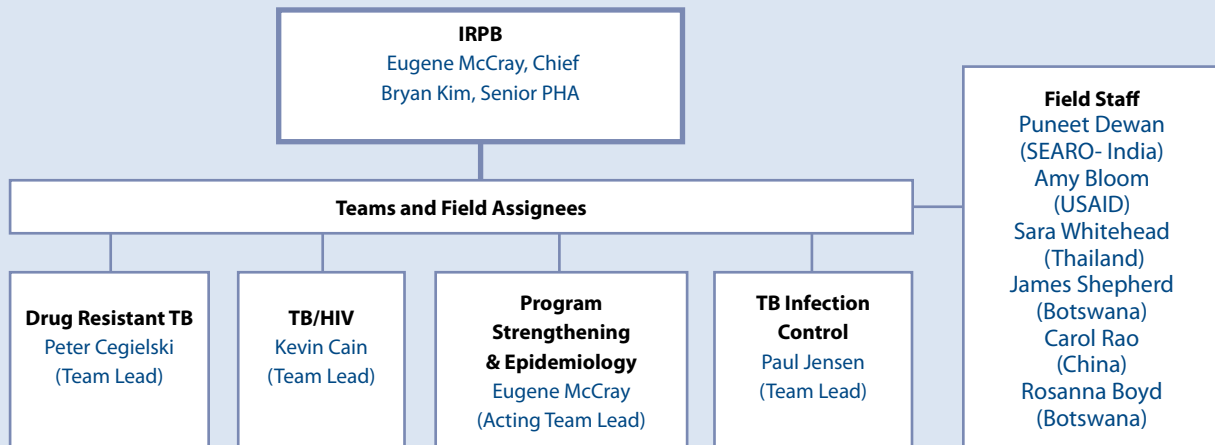 IRPB
Eugene McCray, Chief
Bryan Kim, Senior PHA
Teams and Field Assignees
Drug Resistant TB
Peter Cegielski
(Team Lead)
TB/HIV
Kevin Cain
(Team Lead)
Program
Strengthening
& Epidemiology
Eugene McCray
(Acting Team Lead)
TB Infection
Control
Paul Jensen
(Team Lead)
Field Staff
Puneet Dewan
(SEARO- India)
Amy Bloom
(USAID)
Sara Whitehead
(Thailand)
James Shepherd
(Botswana)
Carol Rao
(China)
Rosanna Boyd
(Botswana)